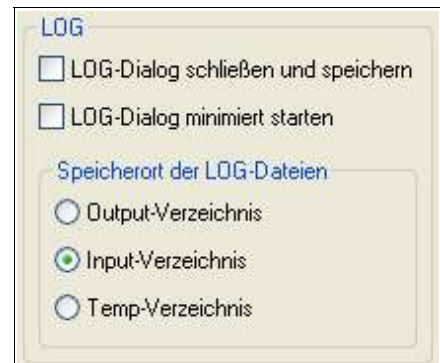 LOG
LOG-Dialog schließen und speichern
LOG-Dialog minimiert starten
Speicherort der LOG-Dateien
Output-Verzeichnis
Input-Verzeichnis
Temp-Verzeichnis